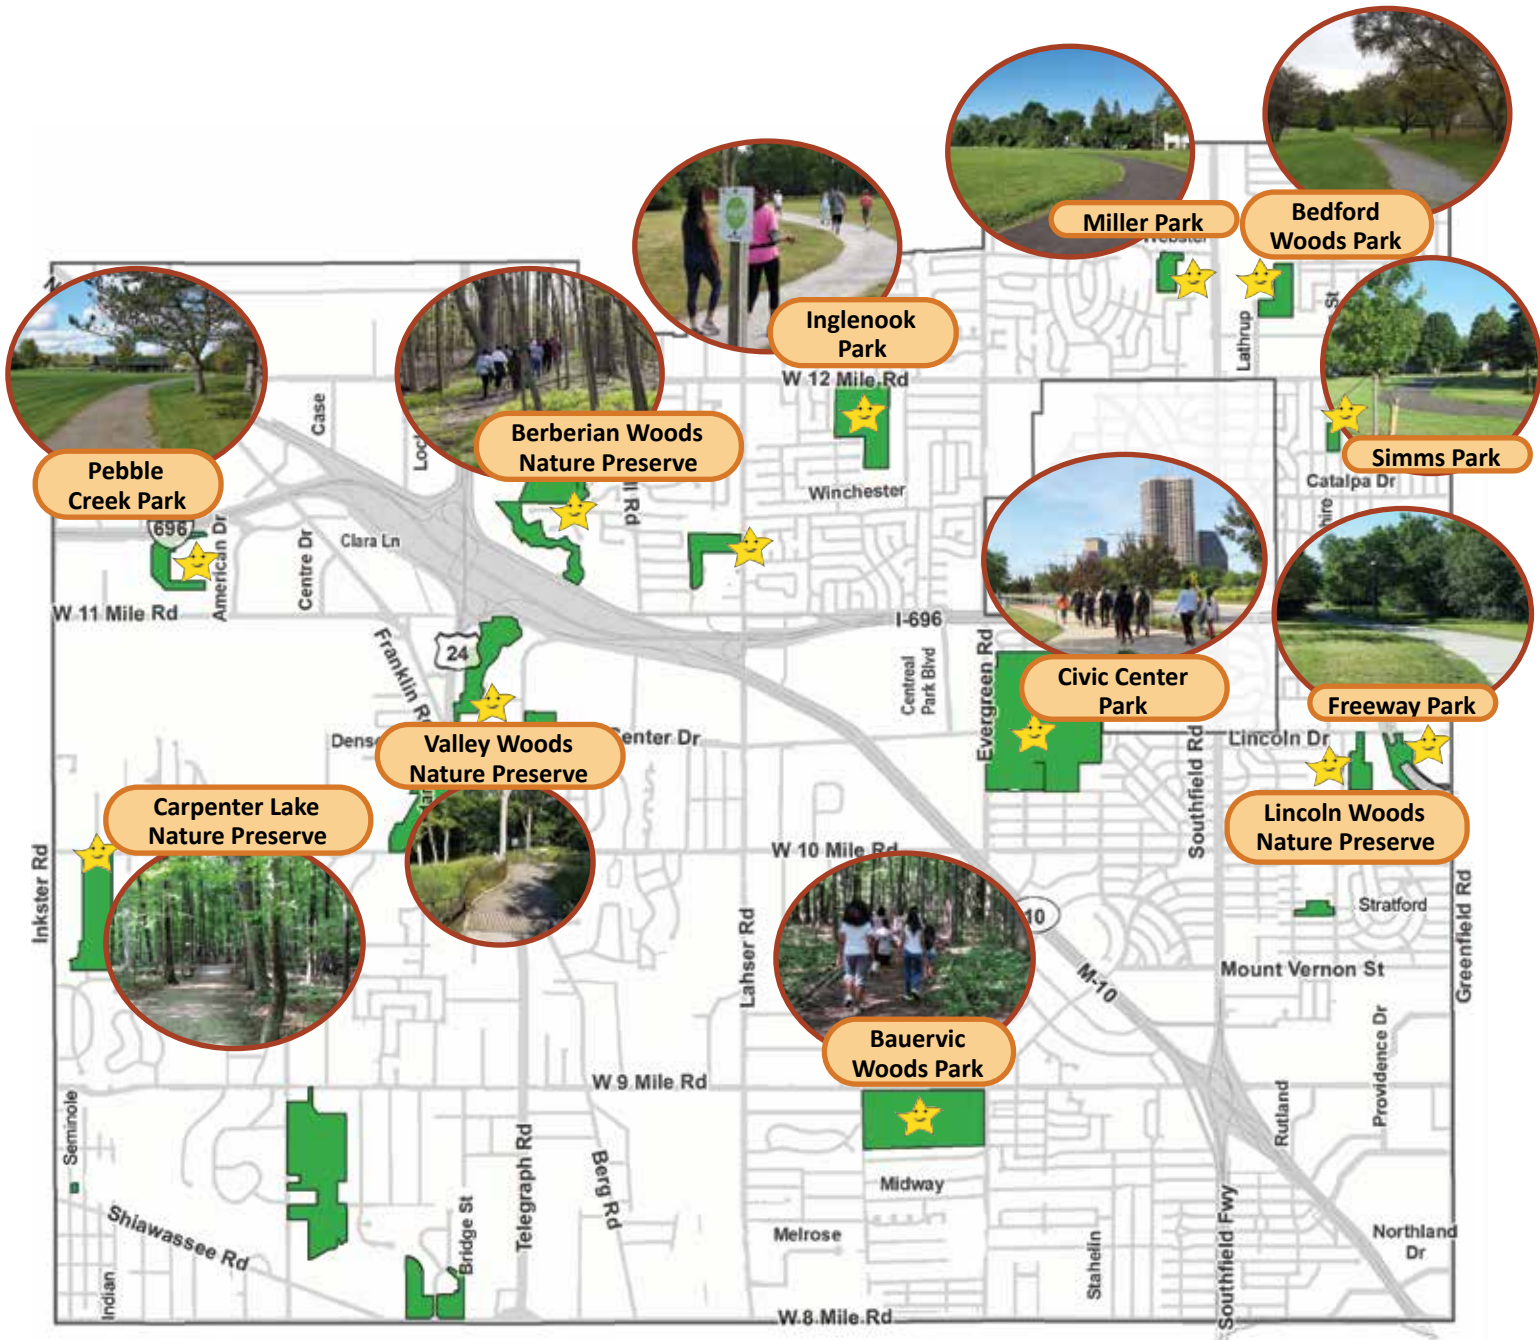 Miller Park
Bedford
Woods Park
Inglenook
Park
Lathrup
St
W 12 Mile Rd
Case
Berberian Woods
Nature Preserve
Pebble
Creek Park
Simms Park
Catalpa Dr
Winchester
696
American Dr
Centre Dr
Clara Ln
W 11 Mile Rd
I-696
24
Franklin Rd
Centreal
Park Blvd
Evergreen Rd
Civic Center
Park
Freeway Park
Lincoln Dr
Southfield Rd
Center Dr
Valley Woods
Nature Preserve
Carpenter Lake
Nature Preserve
Lincoln Woods
Nature Preserve
W 10 Mile Rd
Inkster Rd
Lahser Rd
10
M-10
Stratford
Greenfield Rd
Mount Vernon St
Bauervic
Woods Park
W 9 Mile Rd
Providence Dr
Rutland
Seminole
Telegraph Rd
Berg Rd
Bridge St
Midway
Shiawassee Rd
Melrose
Stahelin
Southfield Fwy
Northland
Dr
Indian
W 8 Mile Rd